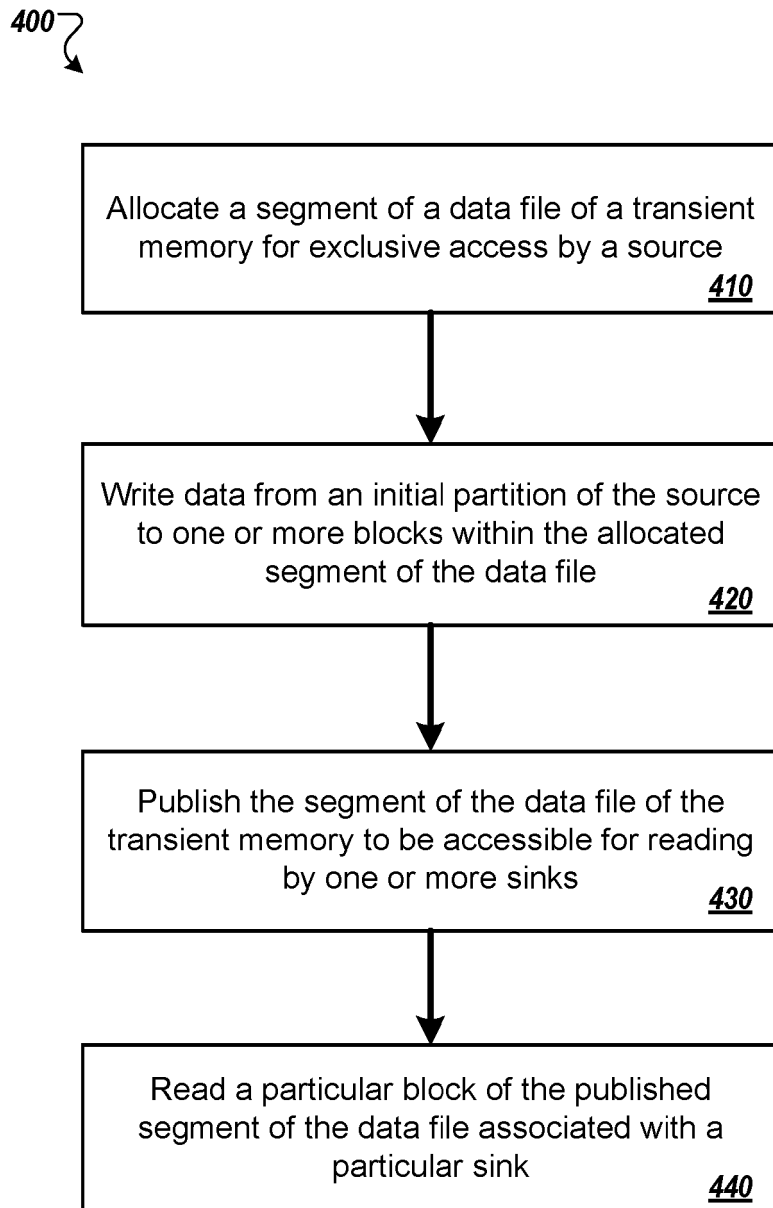 400
Allocate a segment of a data file of a transient
memory for exclusive access by a source
410
Write data from an initial partition of the source
to one or more blocks within the allocated
segment of the data file
420
Publish the segment of the data file of the
transient memory to be accessible for reading
by one or more sinks
430
Read a particular block of the published
segment of the data file associated with a
particular sink
440